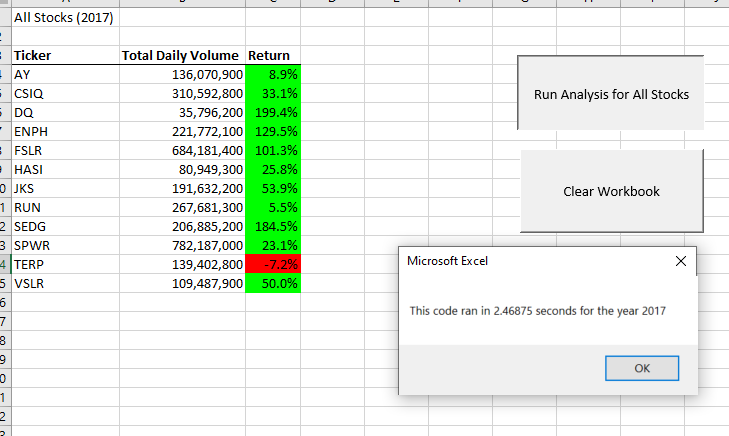 All Stocks (2017)
Ticker Total Daily Volume Return
AY 136,070,900 8.9%
CSIQ 310,592,800 33.1%
DQ 35,796,200 199.4%
ENPH 221,772,100 129.5%
FSLR 684,181,400 101.3%
HASI 80,949,300 25.8%
JKS 191,632,200 53.9%
RUN 267,681,300 5.5%
SEDG 206,885,200 184.5%
SPWR 782,187,000 23.1%
TERP 139,402,800 -7.2%
VSLR 109,487,900 50.0%
Run Analysis for All Stocks
Clear Workbook
Microsoft Excel
This code ran in 2.46875 seconds for the year 2017
OK